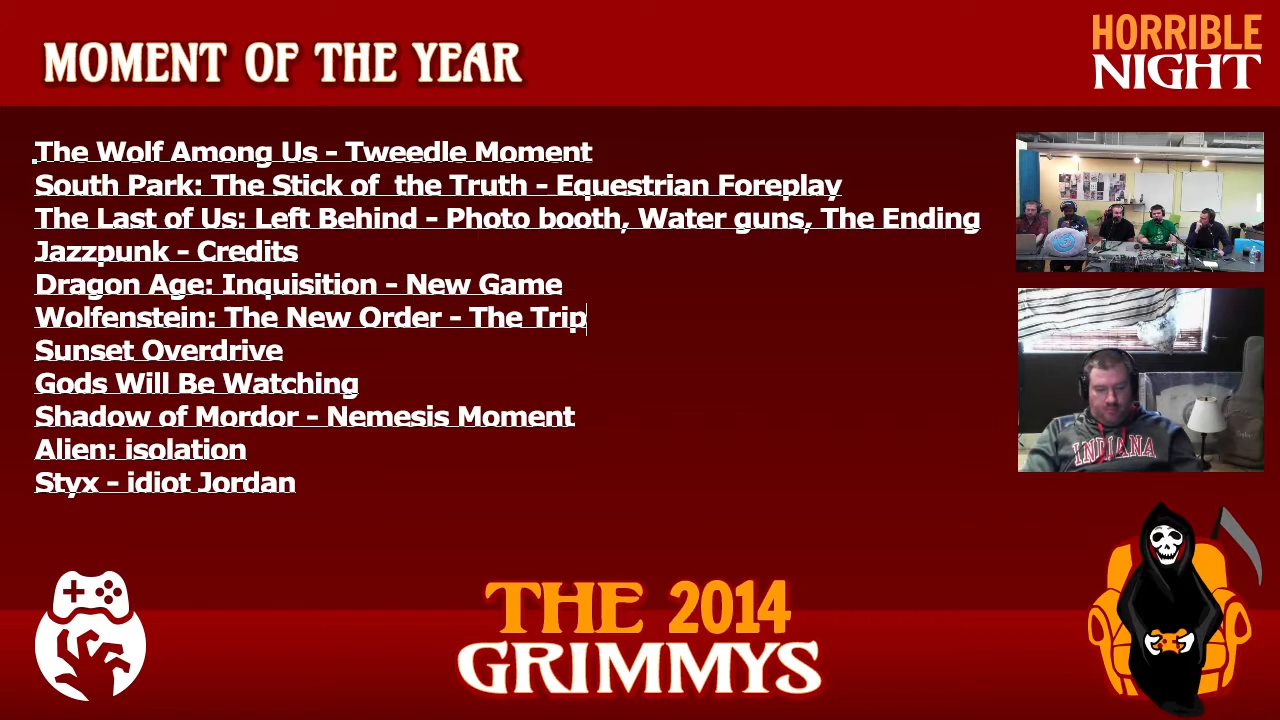 MOMENT OF THE YEAR
HORRIBLE
NIGHT
The Wolf Among Us - Tweedle Moment
South Park: The Stick of  the Truth - Equestrian Foreplay
The Last of Us: Left Behind - Photo booth, Water guns, The Ending
Jazzpunk - Credits
Dragon Age: Inquisition - New Game
Wolfenstein: The New Order - The Trip
Sunset Overdrive
Gods Will Be Watching
Shadow of Mordor - Nemesis Moment
Alien: isolation
Styx - idiot Jordan
INDIANA
THE 2014
GRIMMYS